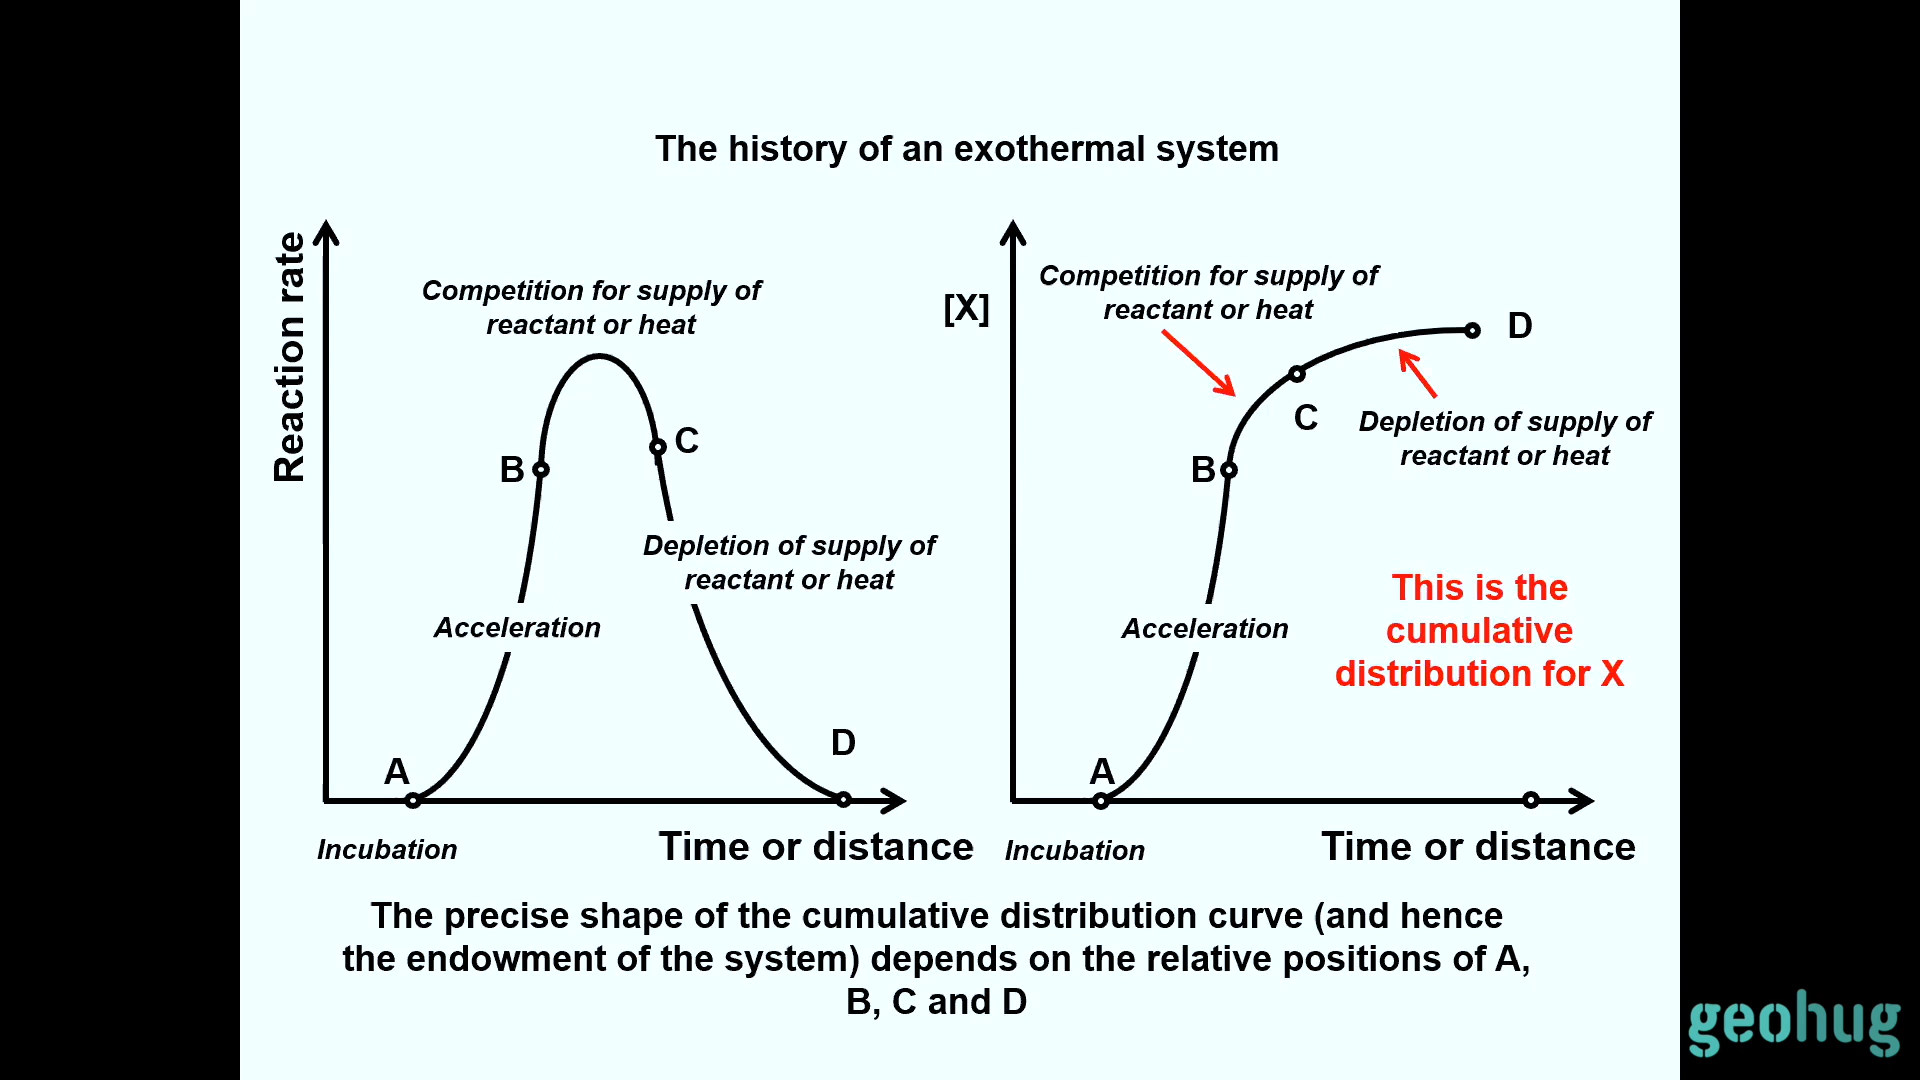 The history of an exothermal system
Reaction rate
Competition for supply of
reactant or heat
B
C
Depletion of supply of
reactant or heat
Acceleration
A
D
Incubation
Time or distance
[X]
Competition for supply of
reactant or heat
D
C
Depletion of supply of
reactant or heat
B
Acceleration
This is the
cumulative
distribution for X
A
Incubation
Time or distance
The precise shape of the cumulative distribution curve (and hence
the endowment of the system) depends on the relative positions of A,
B, C and D
geohug